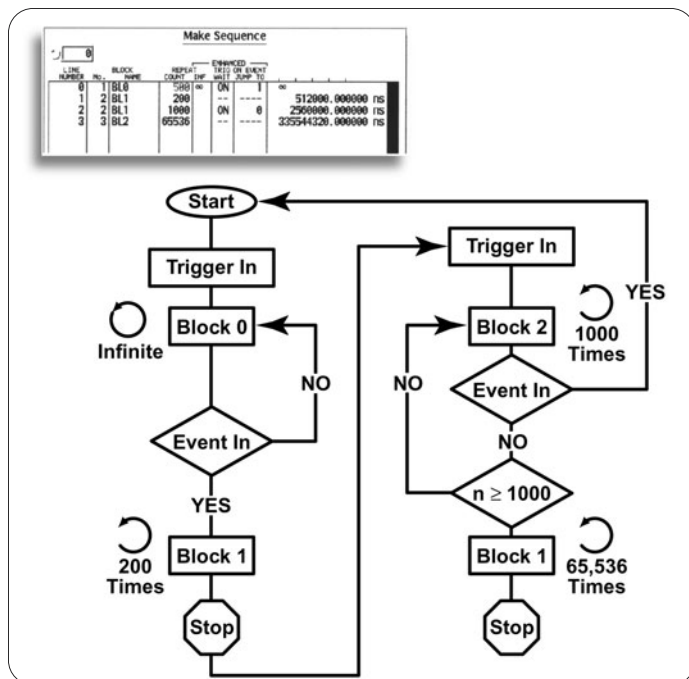 Make Sequence
0
ENHANCED
LINE BLOCK REPEAT TRIG ON EVENT
NUMBER No. NAME COUNT INF WAIT JUMP TO
0 1 BL0 500 ∞ ON 1 ∞
1 2 BL1 200 -- ---- 512000.000000 ns
2 2 BL1 1000 ON 0 2560000.000000 ns
3 3 BL2 65536 -- ---- 335544320.000000 ns
Start
Trigger In
Block 0
Infinite
NO
Event In
YES
Block 1
200
Times
Stop
Trigger In
YES
Block 2
1000
Times
NO
Event In
NO
n ≥ 1000
Block 1
65,536
Times
Stop